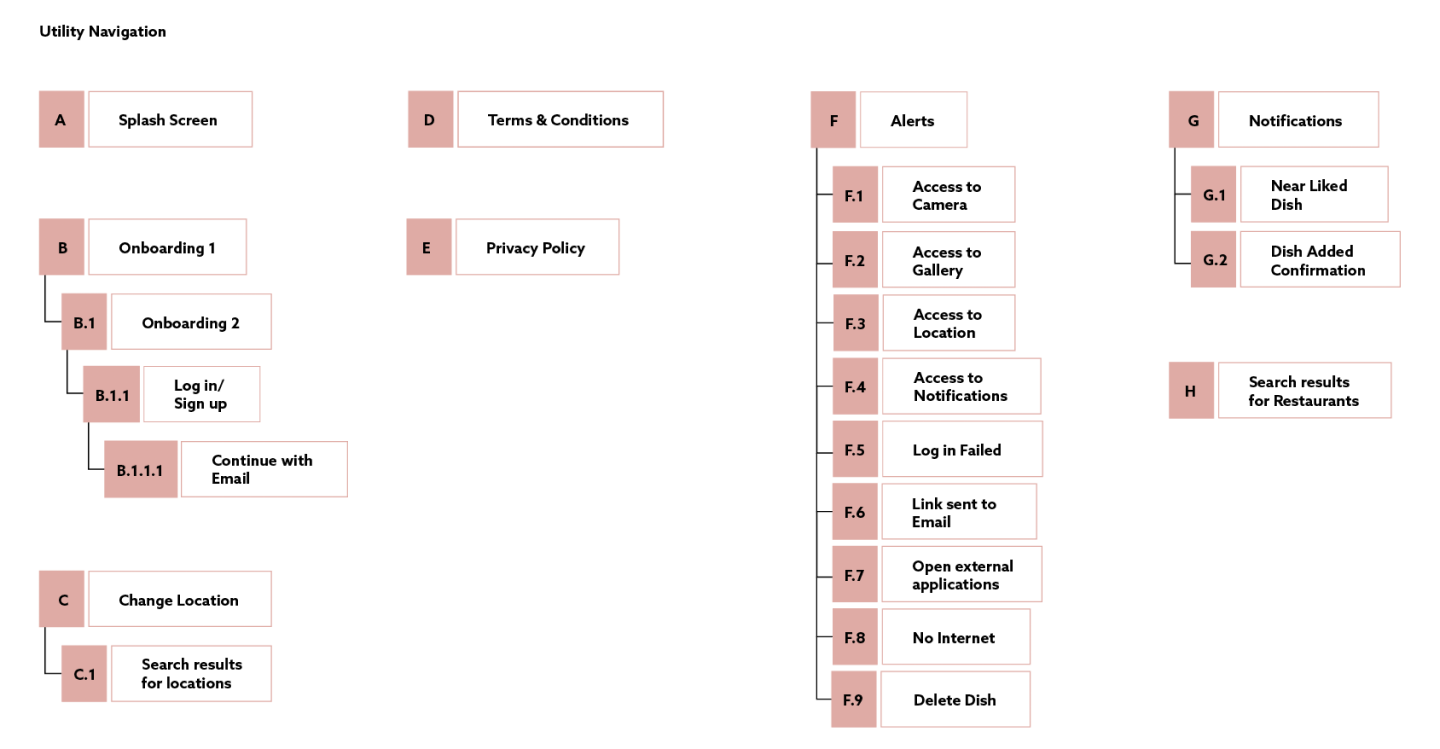 Utility Navigation
A
Splash Screen
B
Onboarding 1
B.1
Onboarding 2
B.1.1
Log in/
Sign up
B.1.1.1
Continue with
Email
C
Change Location
C.1
Search results
for locations
D
Terms & Conditions
E
Privacy Policy
F
Alerts
F.1
Access to
Camera
F.2
Access to
Gallery
F.3
Access to
Location
F.4
Access to
Notifications
F.5
Log in Failed
F.6
Link sent to
Email
F.7
Open external
applications
F.8
No Internet
F.9
Delete Dish
G
Notifications
G.1
Near Liked
Dish
G.2
Dish Added
Confirmation
H
Search results
for Restaurants